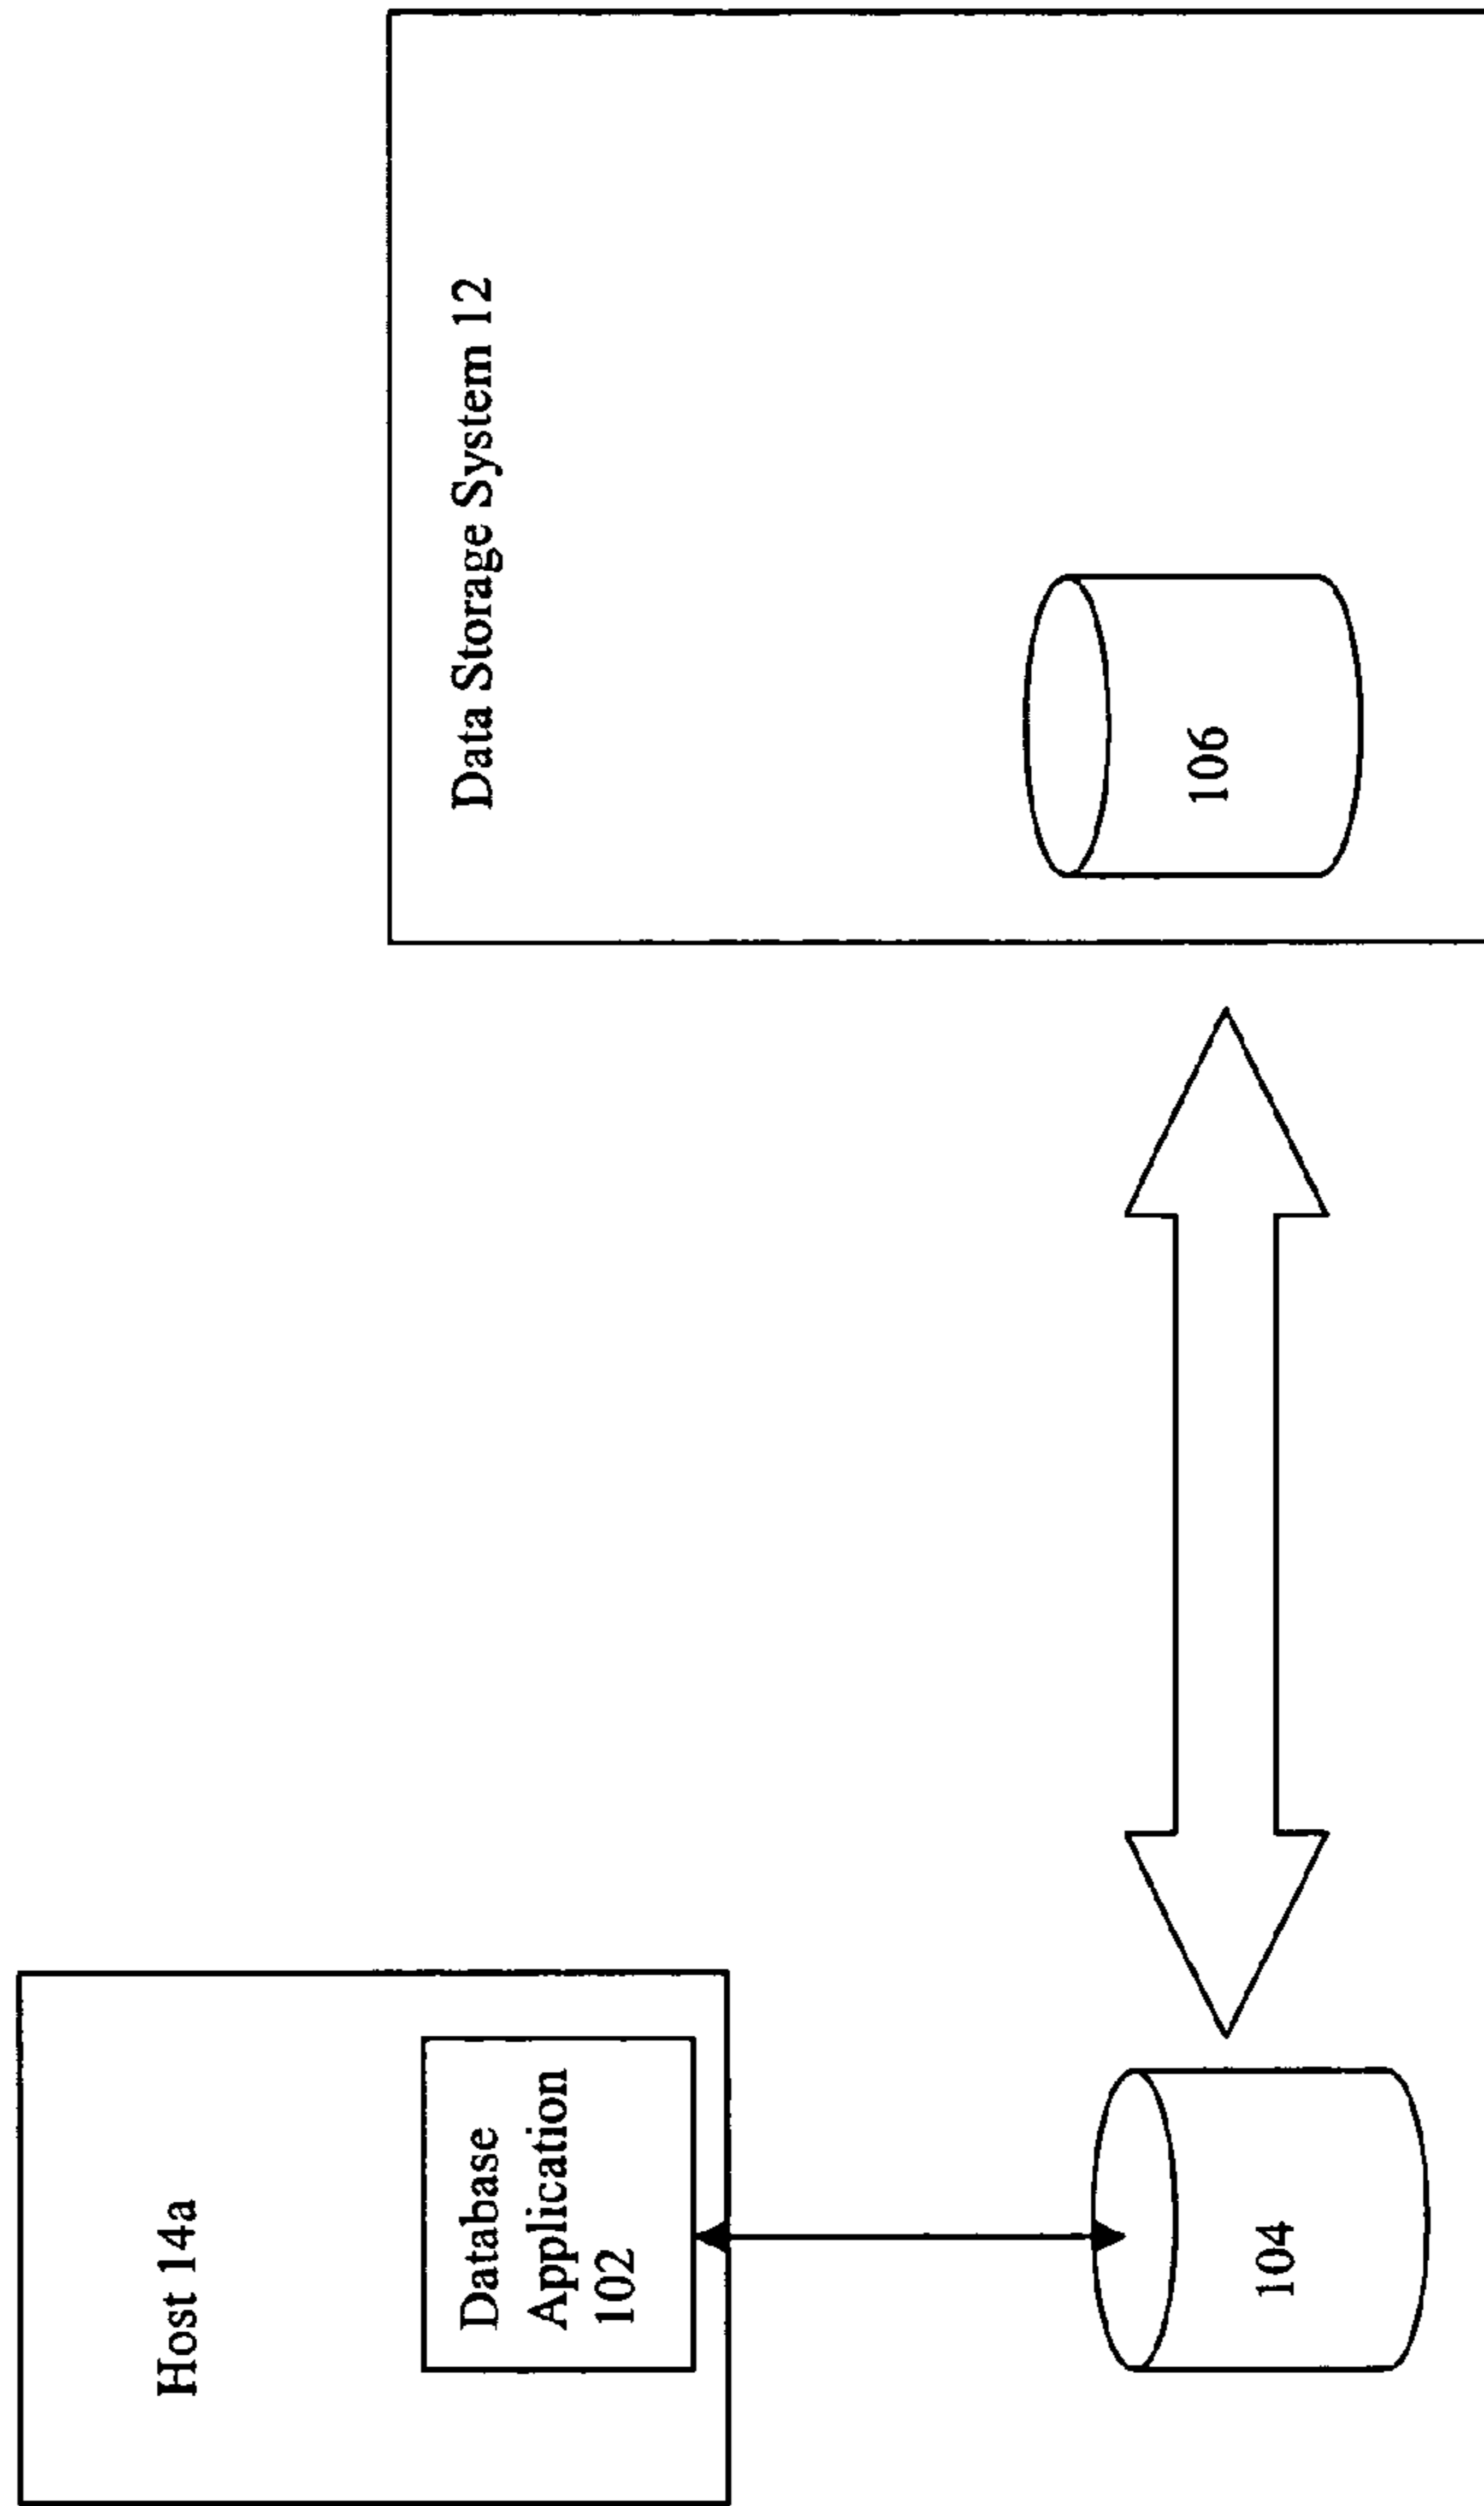 Host 14a
Database
Application
102
104
Data Storage System 12
106